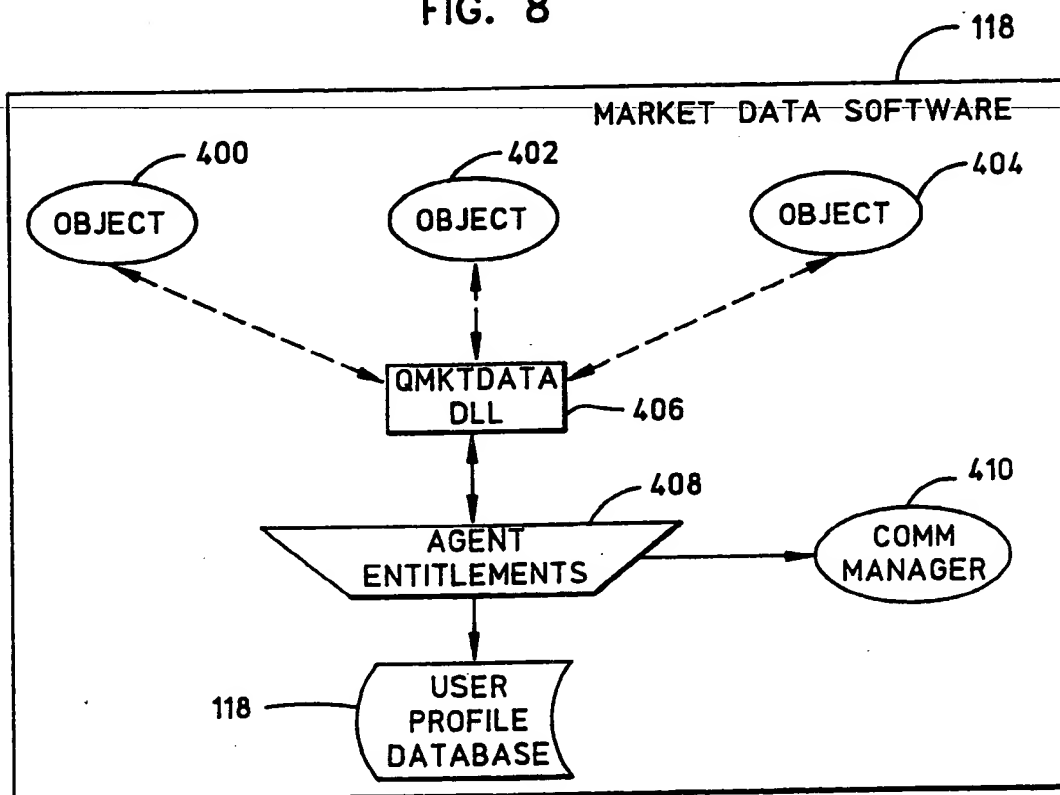 FIG. 8
118
MARKET DATA SOFTWARE
400
402
404
OBJECT
OBJECT
OBJECT
QMKTDATA
DLL
406
408
410
AGENT
ENTITLEMENTS
COMM
MANAGER
118
USER
PROFILE
DATABASE